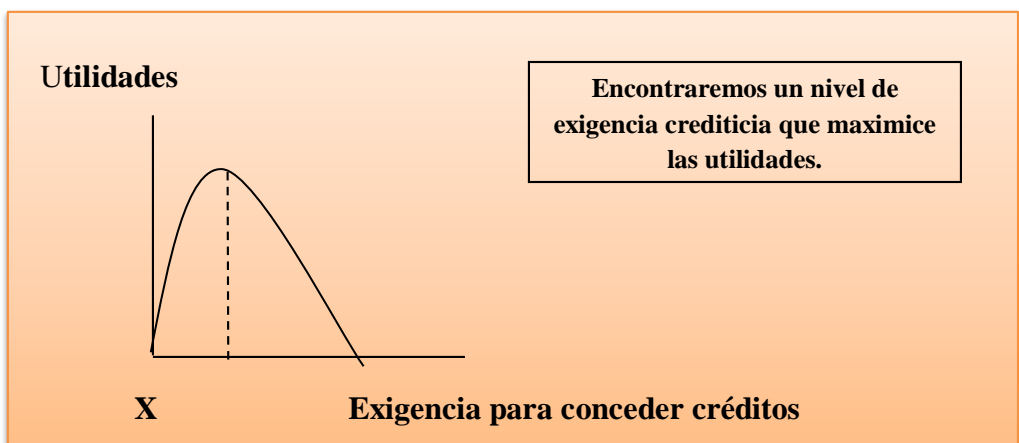 Utilidades
Encontraremos un nivel de
exigencia crediticia que maximice
las utilidades.
X
Exigencia para conceder créditos